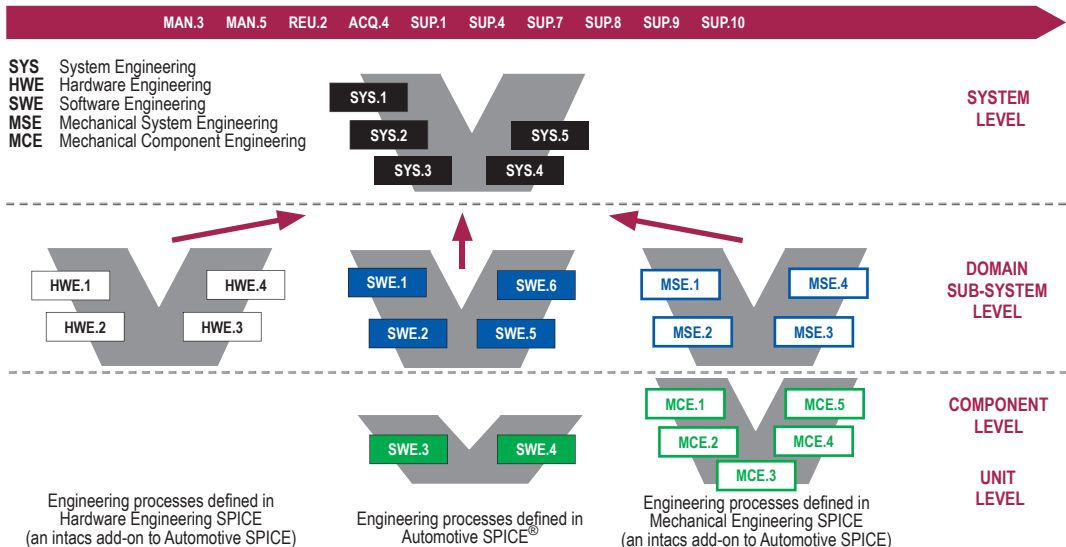 MAN.3 MAN.5 REU.2 ACQ.4 SUP.1 SUP.4 SUP.7 SUP.8 SUP.9 SUP.10
SYS System Engineering
HWE Hardware Engineering
SWE Software Engineering
MSE Mechanical System Engineering
MCE Mechanical Component Engineering
SYS.1
SYS.2 SYS.5
SYS.3 SYS.4
SYSTEM
LEVEL
HWE.1 HWE.4
HWE.2 HWE.3
SWE.1 SWE.6
SWE.2 SWE.5
MSE.1 MSE.4
MSE.2 MSE.3
DOMAIN
SUB-SYSTEM
LEVEL
SWE.3 SWE.4
MCE.1 MCE.5
MCE.2 MCE.4
MCE.3
COMPONENT
LEVEL
UNIT
LEVEL
Engineering processes defined in
Hardware Engineering SPICE
(an intacs add-on to Automotive SPICE)
Engineering processes defined in
Automotive SPICE®
Engineering processes defined in
Mechanical Engineering SPICE
(an intacs add-on to Automotive SPICE)